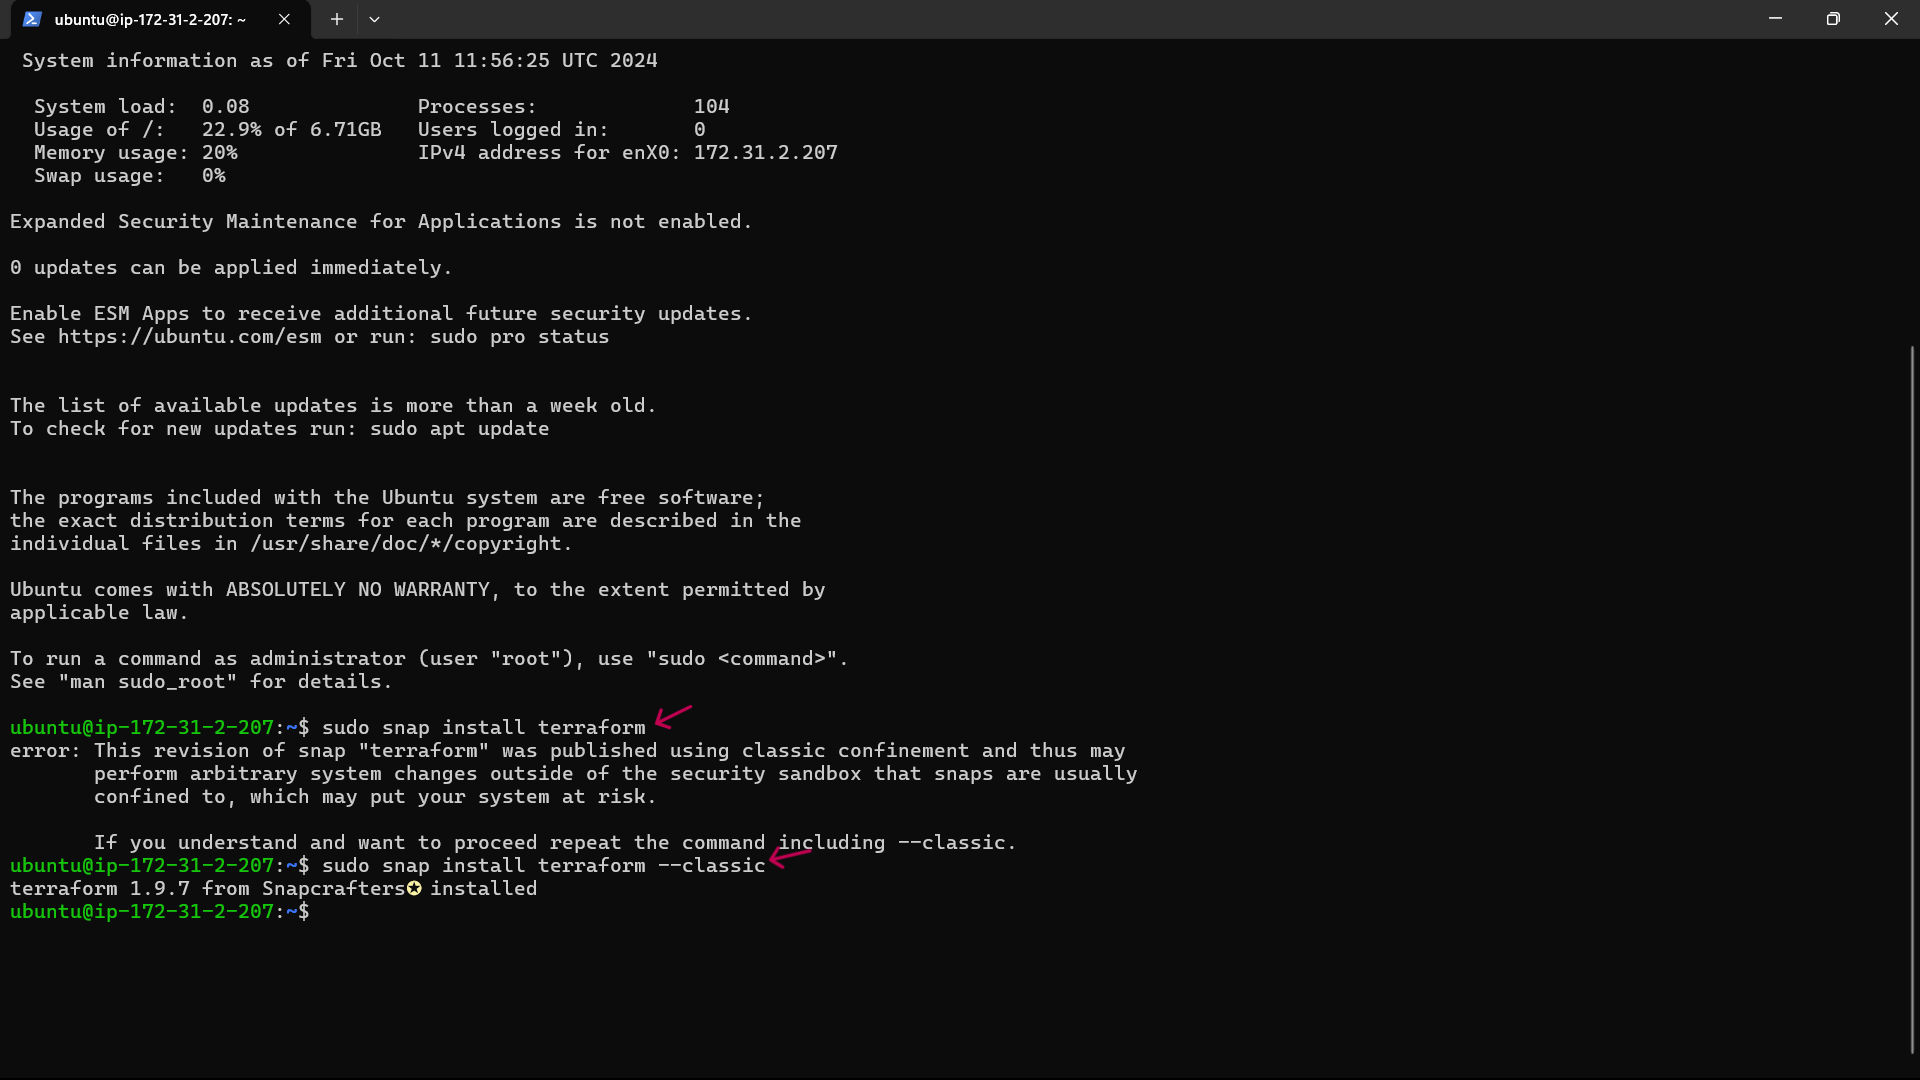 ubuntu@ip-172-31-2-207: ~
System information as of Fri Oct 11 11:56:25 UTC 2024
System load:  0.08              Processes:             104
Usage of /:   22.9% of 6.71GB   Users logged in:       0
Memory usage: 20%               IPv4 address for enX0: 172.31.2.207
Swap usage:   0%
Expanded Security Maintenance for Applications is not enabled.
0 updates can be applied immediately.
Enable ESM Apps to receive additional future security updates.
See https://ubuntu.com/esm or run: sudo pro status
The list of available updates is more than a week old.
To check for new updates run: sudo apt update
The programs included with the Ubuntu system are free software;
the exact distribution terms for each program are described in the
individual files in /usr/share/doc/*/copyright.
Ubuntu comes with ABSOLUTELY NO WARRANTY, to the extent permitted by
applicable law.
To run a command as administrator (user "root"), use "sudo <command>".
See "man sudo_root" for details.
ubuntu@ip-172-31-2-207:~$ sudo snap install terraform
error: This revision of snap "terraform" was published using classic confinement and thus may
perform arbitrary system changes outside of the security sandbox that snaps are usually
confined to, which may put your system at risk.
If you understand and want to proceed repeat the command including --classic.
ubuntu@ip-172-31-2-207:~$ sudo snap install terraform --classic
terraform 1.9.7 from Snapcrafters✪ installed
ubuntu@ip-172-31-2-207:~$